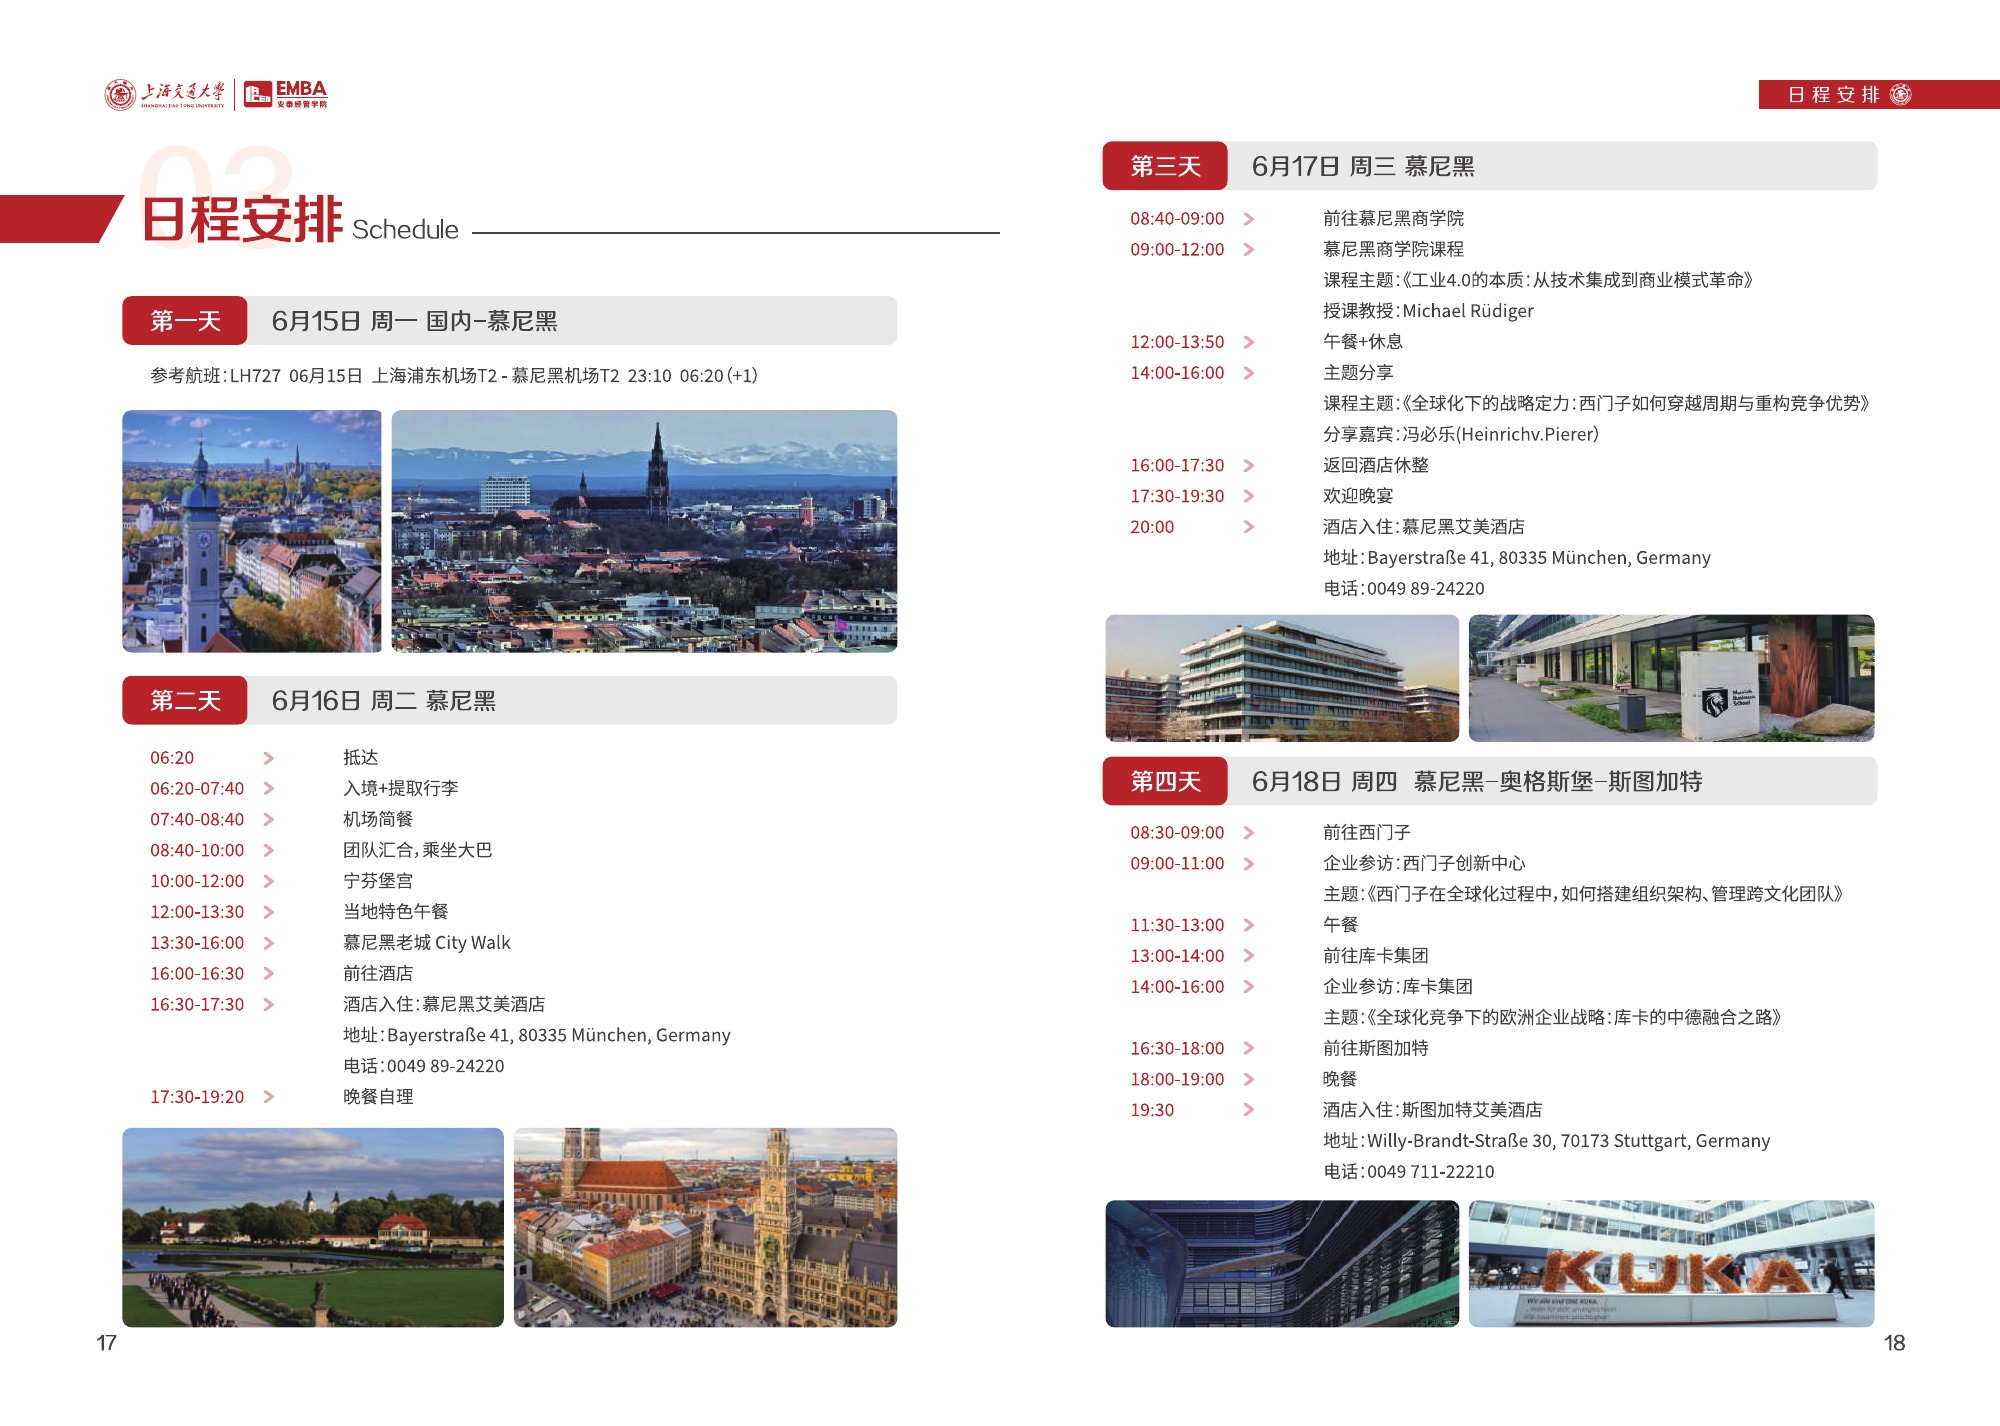 上海交通大学
SHANGHAI JIAO TONG UNIVERSITY
EMBA
安泰经管学院
03
日程安排 Schedule
第一天 6月15日 周一 国内-慕尼黑
参考航班：LH727 06月15日 上海浦东机场T2 - 慕尼黑机场T2 23:10 06:20（+1）
第二天 6月16日 周二 慕尼黑
06:20 > 抵达
06:20-07:40 > 入境+提取行李
07:40-08:40 > 机场简餐
08:40-10:00 > 团队汇合，乘坐大巴
10:00-12:00 > 宁芬堡宫
12:00-13:30 > 当地特色午餐
13:30-16:00 > 慕尼黑老城 City Walk
16:00-16:30 > 前往酒店
16:30-17:30 > 酒店入住：慕尼黑艾美酒店
地址：Bayerstraße 41, 80335 München, Germany
电话：0049 89-24220
17:30-19:20 > 晚餐自理
17
日程安排
第三天 6月17日 周三 慕尼黑
08:40-09:00 > 前往慕尼黑商学院
09:00-12:00 > 慕尼黑商学院课程
课程主题：《工业4.0的本质：从技术集成到商业模式革命》
授课教授：Michael Rüdiger
12:00-13:50 > 午餐+休息
14:00-16:00 > 主题分享
课程主题：《全球化下的战略定力：西门子如何穿越周期与重构竞争优势》
分享嘉宾：冯必乐(Heinrichv.Pierer）
16:00-17:30 > 返回酒店休整
17:30-19:30 > 欢迎晚宴
20:00 > 酒店入住：慕尼黑艾美酒店
地址：Bayerstraße 41, 80335 München, Germany
电话：0049 89-24220
Munich
Business
School
第四天 6月18日 周四 慕尼黑-奥格斯堡-斯图加特
08:30-09:00 > 前往西门子
09:00-11:00 > 企业参访：西门子创新中心
主题：《西门子在全球化过程中，如何搭建组织架构、管理跨文化团队》
11:30-13:00 > 午餐
13:00-14:00 > 前往库卡集团
14:00-16:00 > 企业参访：库卡集团
主题：《全球化竞争下的欧洲企业战略：库卡的中德融合之路》
16:30-18:00 > 前往斯图加特
18:00-19:00 > 晚餐
19:30 > 酒店入住：斯图加特艾美酒店
地址：Willy-Brandt-Straße 30, 70173 Stuttgart, Germany
电话：0049 711-22210
KUKA
Wir alle sind ONE KUKA.
18